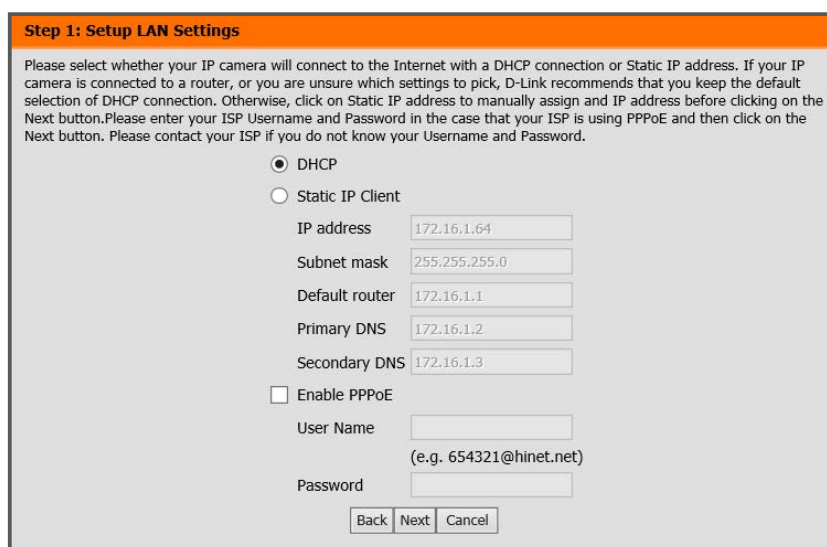 Step 1: Setup LAN Settings
Please select whether your IP camera will connect to the Internet with a DHCP connection or Static IP address. If your IP
camera is connected to a router, or you are unsure which settings to pick, D-Link recommends that you keep the default
selection of DHCP connection. Otherwise, click on Static IP address to manually assign and IP address before clicking on the
Next button.Please enter your ISP Username and Password in the case that your ISP is using PPPoE and then click on the
Next button. Please contact your ISP if you do not know your Username and Password.
DHCP
Static IP Client
IP address 172.16.1.64
Subnet mask 255.255.255.0
Default router 172.16.1.1
Primary DNS 172.16.1.2
Secondary DNS 172.16.1.3
Enable PPPoE
User Name
(e.g. 654321@hinet.net)
Password
Back Next Cancel